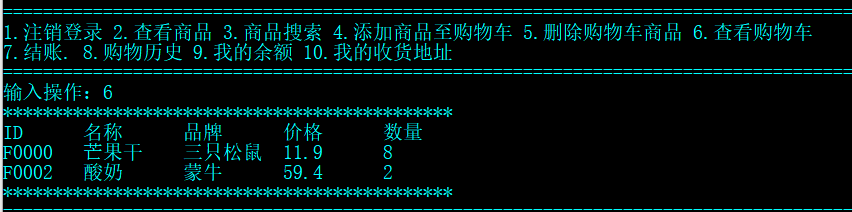 ================================================================================
1.注销登录 2.查看商品 3.商品搜索 4.添加商品至购物车 5.删除购物车商品 6.查看购物车
7.结账. 8.购物历史 9.我的余额 10.我的收货地址
================================================================================
输入操作：6
*********************************************
ID 名称 品牌 价格 数量
F0000 芒果干 三只松鼠 11.9 8
F0002 酸奶 蒙牛 59.4 2
*********************************************
================================================================================